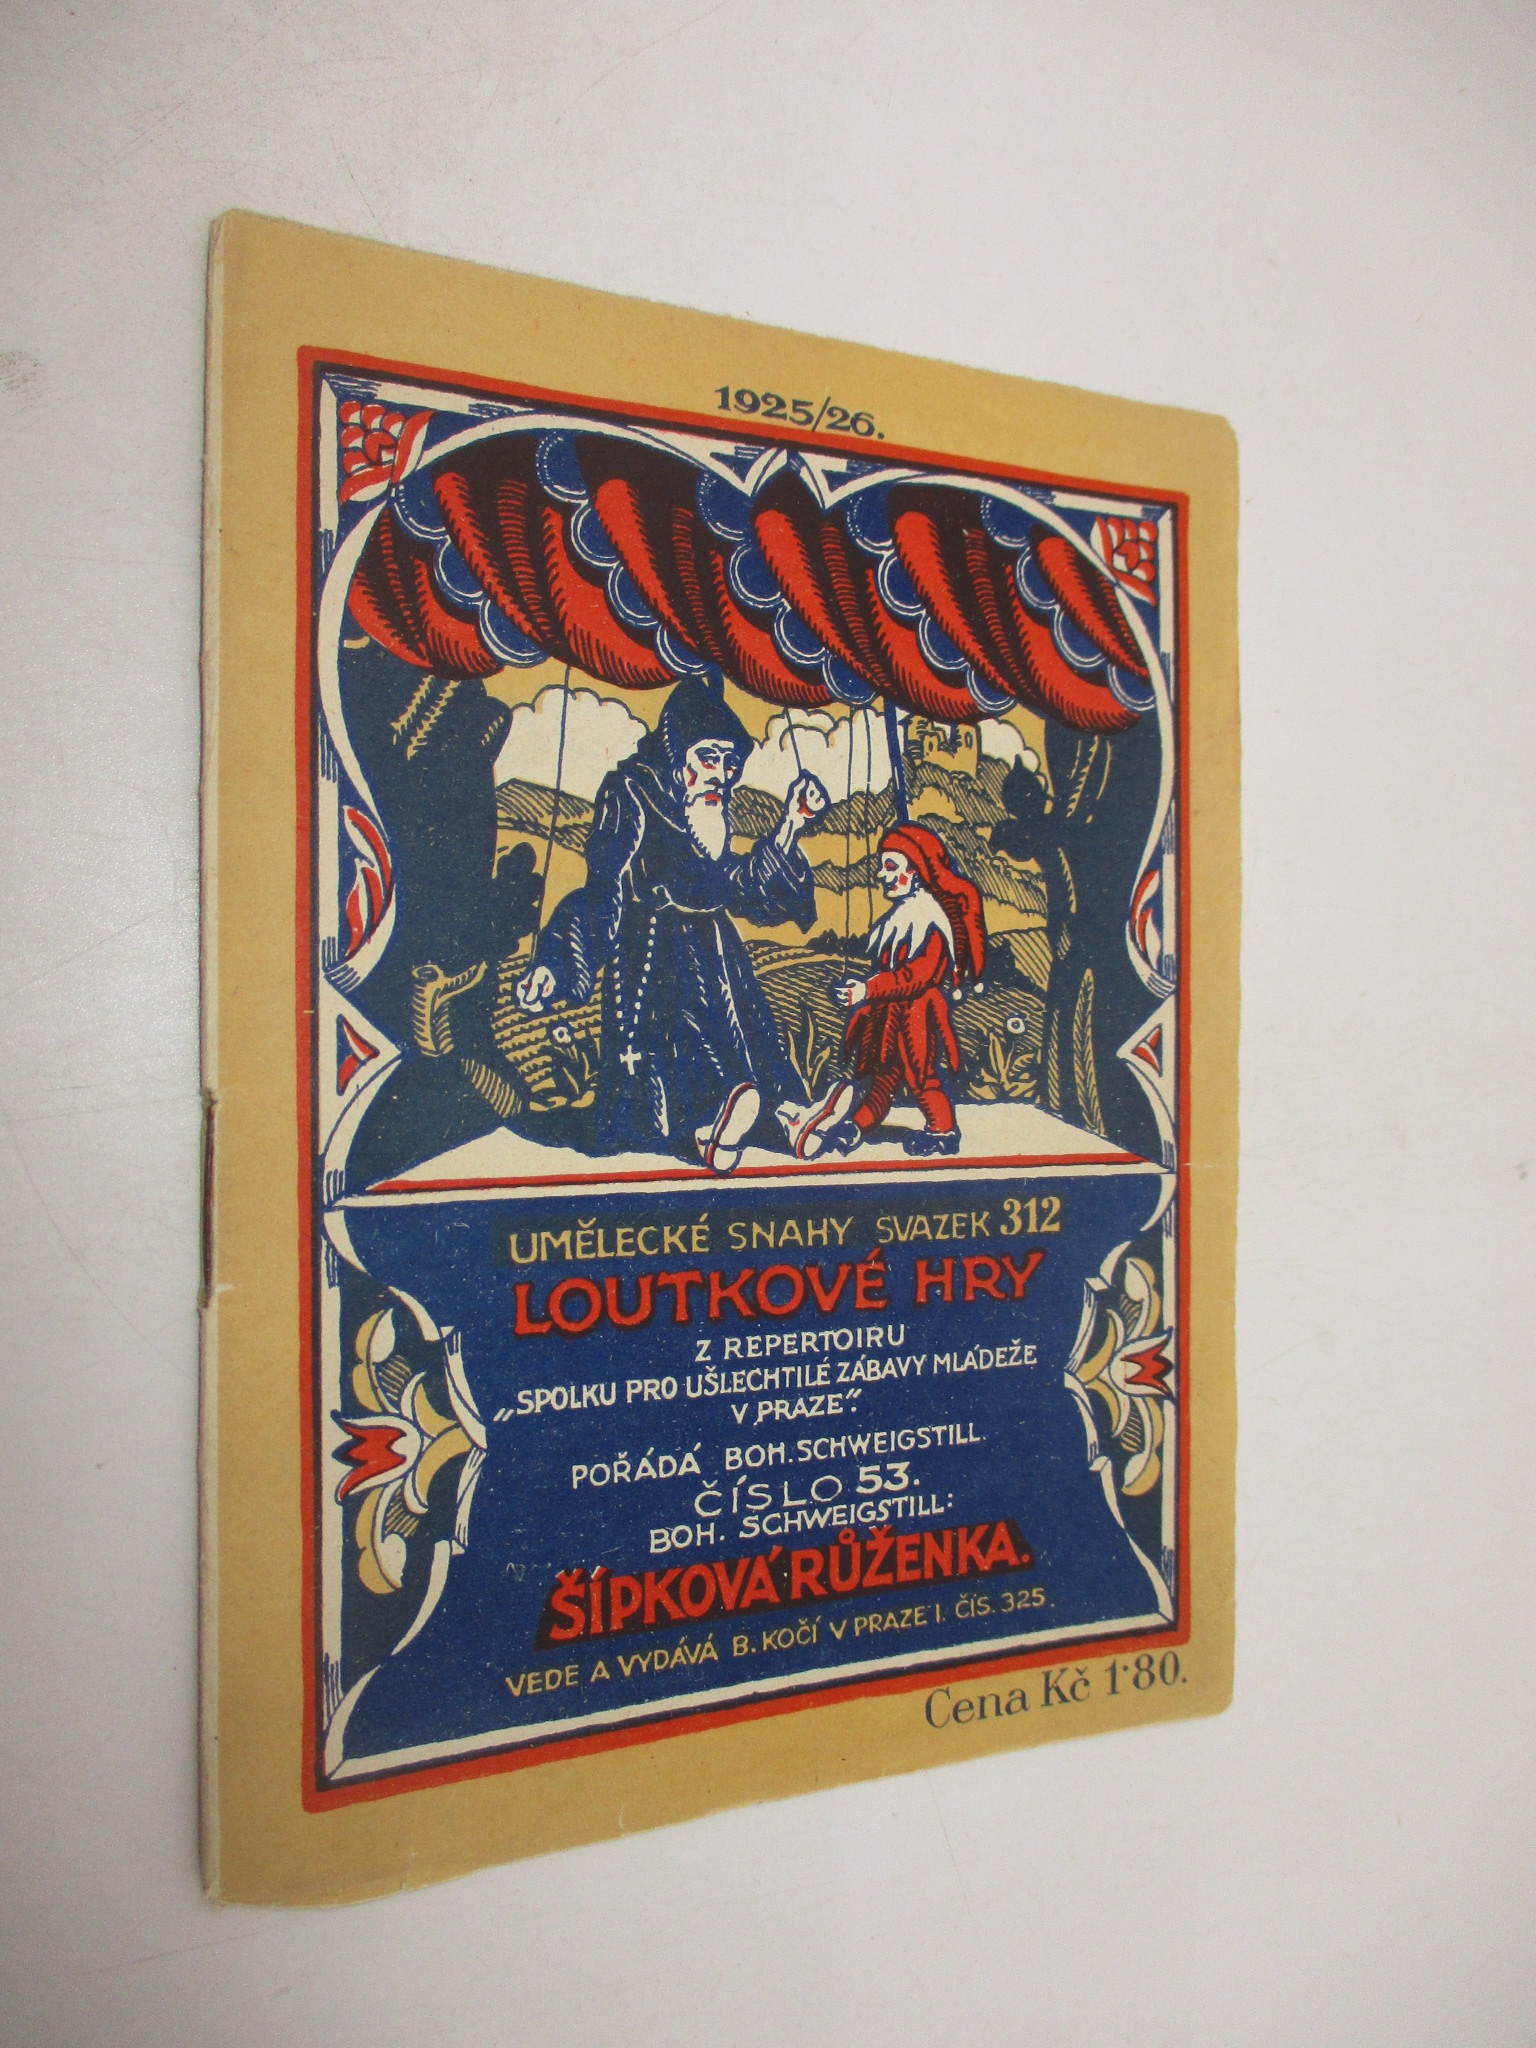 1925/26.
UMĚLECKÉ SNAHY SVAZEK 312
LOUTKOVÉ HRY
Z REPERTOIRU
„SPOLKU PRO UŠLECHTILÉ ZÁBAVY MLÁDEŽE
V PRAZE“.
POŘÁDÁ BOH. SCHWEIGSTILL.
ČÍSLO 53.
BOH. SCHWEIGSTILL:
ŠÍPKOVÁ RŮŽENKA.
VEDE A VYDÁVÁ B. KOČÍ V PRAZE I. ČÍS. 325.
Cena Kč 1·80.